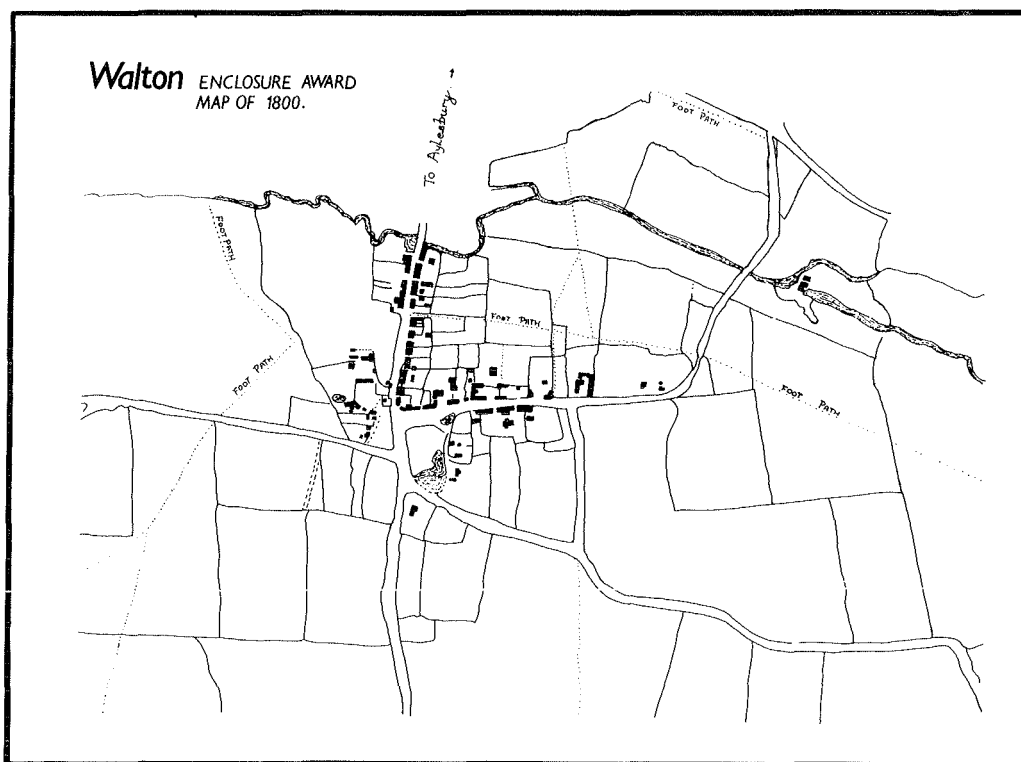 Walton ENCLOSURE AWARD
MAP OF 1800.
To Aylesbury.
FOOT PATH
FOOT PATH
FOOT PATH
FOOT PATH
FOOT PATH